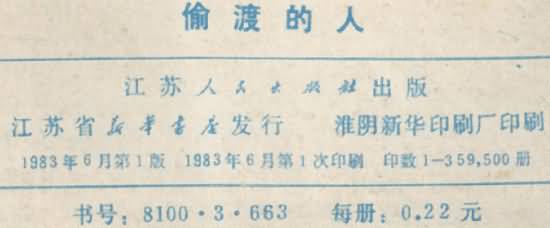 偷渡的人
江苏人民出版社出版
江苏省新华书店发行 淮阴新华印刷厂印刷
1983年6月第1版 1983年6月第1次印刷 印数1—359,500册
书号：8100·3·663 每册：0.22元